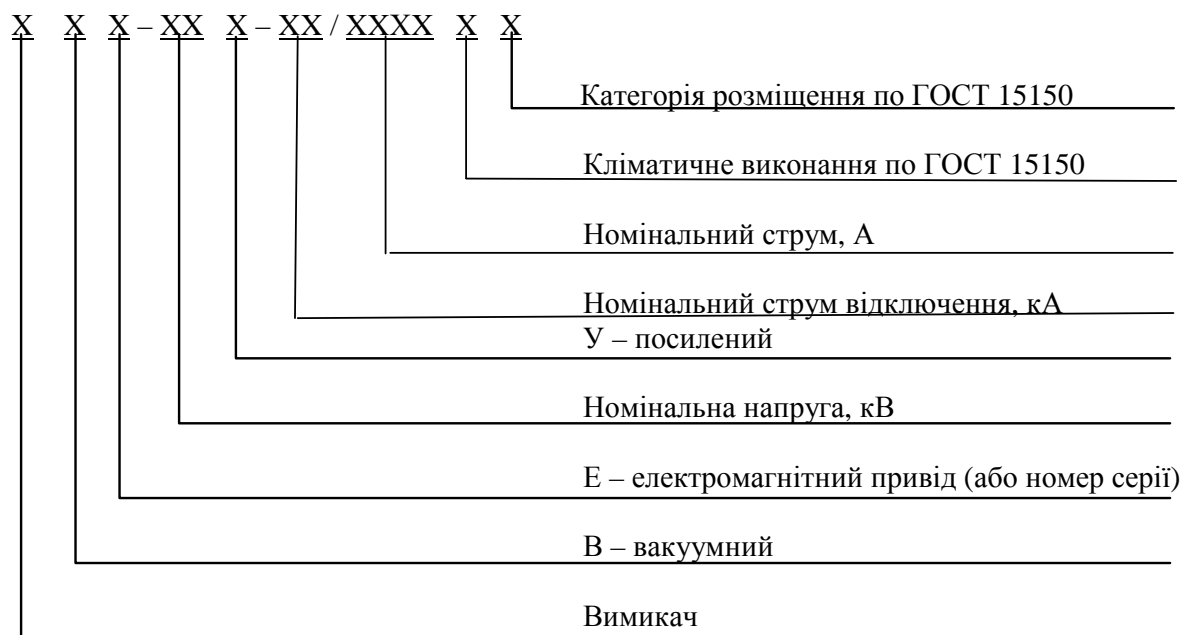 Х Х Х – ХХ Х – ХХ / ХХХХ Х Х
Категорія розміщення по ГОСТ 15150
Кліматичне виконання по ГОСТ 15150
Номінальний струм, А
Номінальний струм відключення, кА
У – посилений
Номінальна напруга, кВ
Е – електромагнітний привід (або номер серії)
В – вакуумний
Вимикач